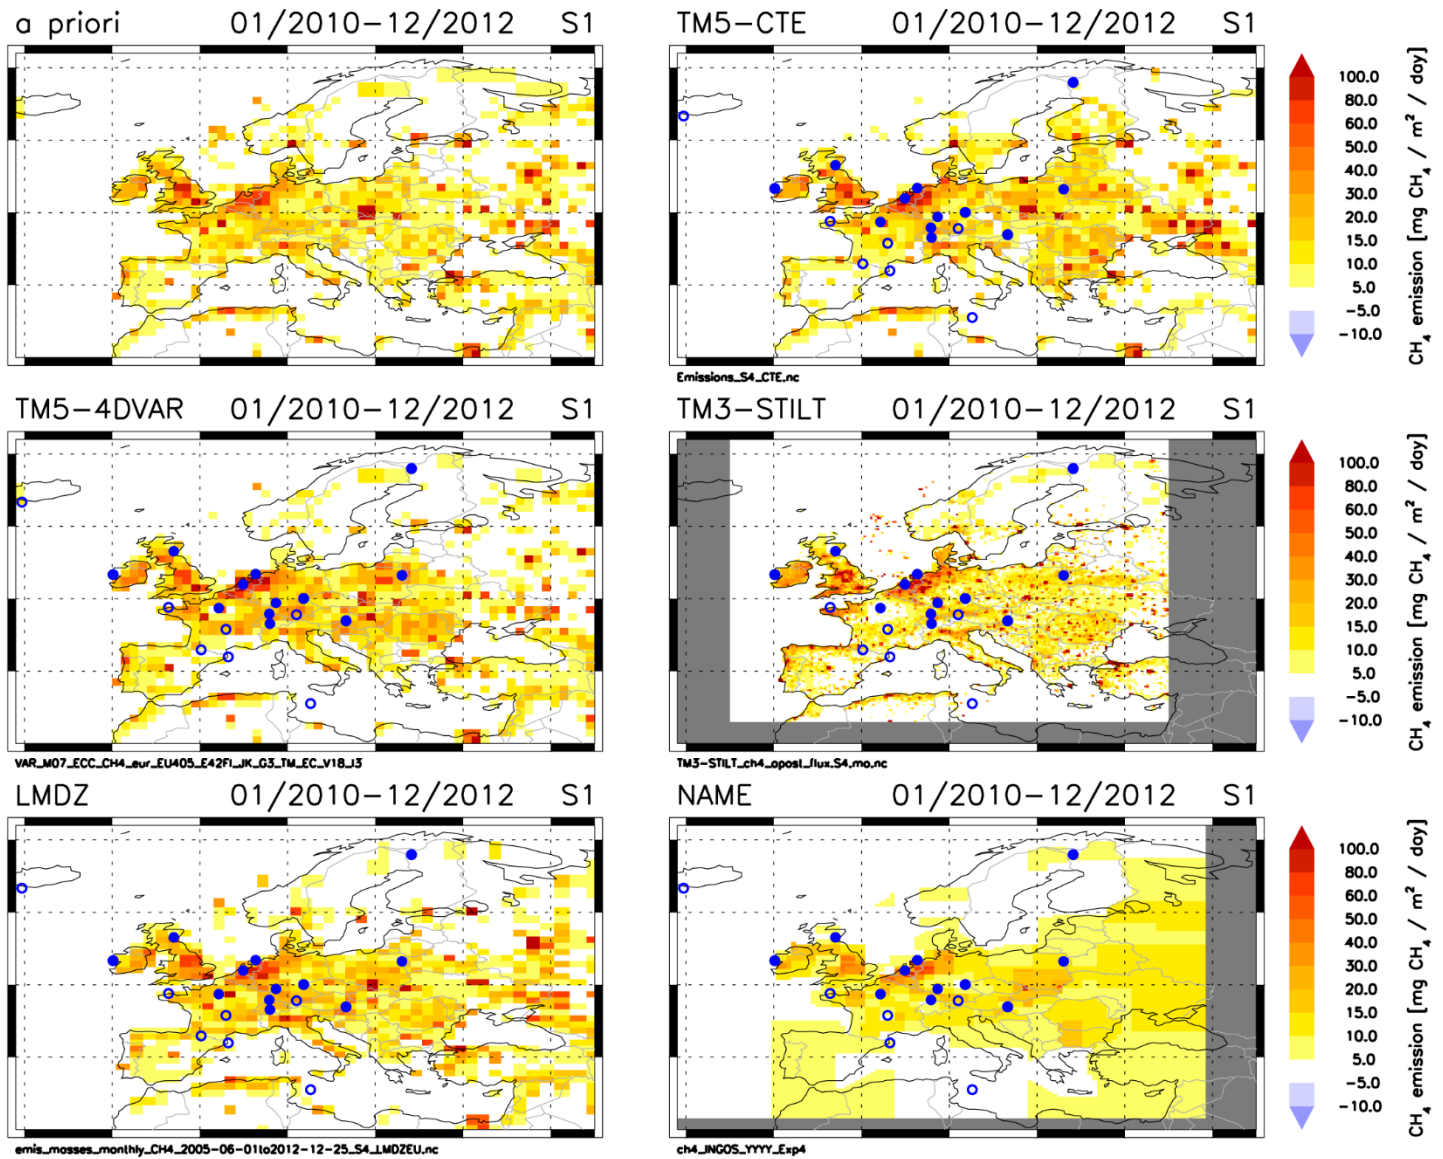 a priori 01/2010-12/2012 S1
TM5-CTE 01/2010-12/2012 S1
100.0
80.0
60.0
50.0
40.0
30.0
20.0
15.0
10.0
5.0
-5.0
-10.0
CH4 emission [mg CH4 / m² / day]
Emissions_S4_CTE.nc
TM5-4DVAR 01/2010-12/2012 S1
TM3-STILT 01/2010-12/2012 S1
100.0
80.0
60.0
50.0
40.0
30.0
20.0
15.0
10.0
5.0
-5.0
-10.0
CH4 emission [mg CH4 / m² / day]
VAR_M07_ECC_CH4_eur_EU405_E42FI_JK_G3_TM_EC_V18_I3
TM3-STILT_ch4_apost_flux.S4.mo.nc
LMDZ 01/2010-12/2012 S1
NAME 01/2010-12/2012 S1
100.0
80.0
60.0
50.0
40.0
30.0
20.0
15.0
10.0
5.0
-5.0
-10.0
CH4 emission [mg CH4 / m² / day]
emis_mosses_monthly_CH4_2005-06-01to2012-12-25_S4_LMDZEU.nc
ch4_INGOS_YYYY_Exp4